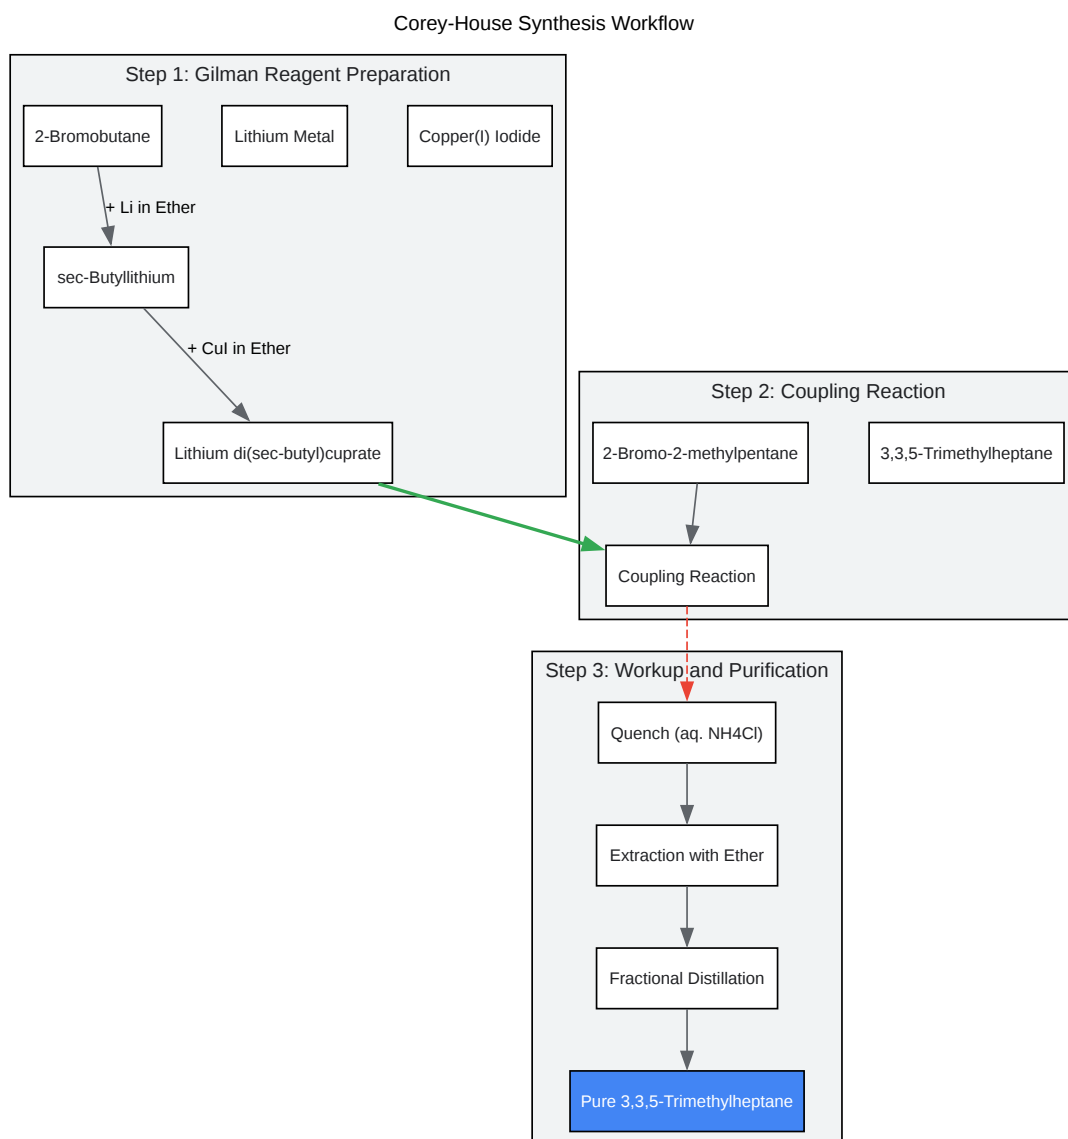 Corey-House Synthesis Workflow
Step 1: Gilman Reagent Preparation
2-Bromobutane
Lithium Metal
Copper(I) Iodide
+ Li in Ether
sec-Butyllithium
+ CuI in Ether
Lithium di(sec-butyl)cuprate
Step 2: Coupling Reaction
2-Bromo-2-methylpentane
3,3,5-Trimethylheptane
Coupling Reaction
Step 3: Workup and Purification
Quench (aq. NH4Cl)
Extraction with Ether
Fractional Distillation
Pure 3,3,5-Trimethylheptane